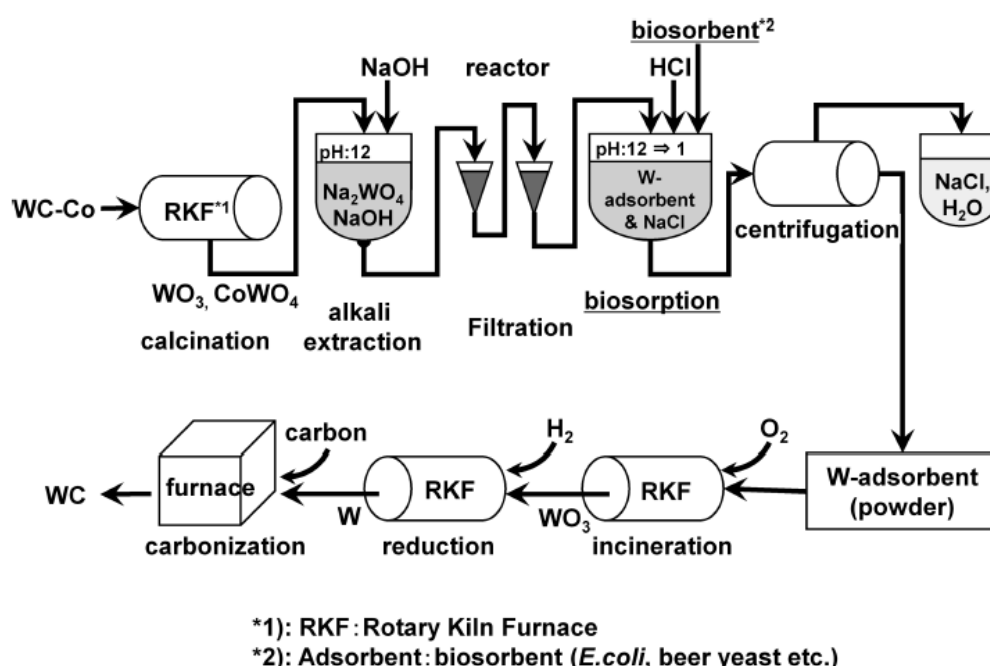 biosorbent*2
NaOH
reactor
HCl
pH:12
Na2WO4
NaOH
pH:12 ⇒ 1
W-
adsorbent
& NaCl
NaCl,
H2O
WC-Co
RKF*1
centrifugation
WO3, CoWO4
calcination
alkali
extraction
Filtration
biosorption
carbon
H2
O2
WC
furnace
W
RKF
WO3
RKF
W-adsorbent
(powder)
carbonization
reduction
incineration
*1): RKF:Rotary Kiln Furnace
*2): Adsorbent:biosorbent (E.coli, beer yeast etc.)